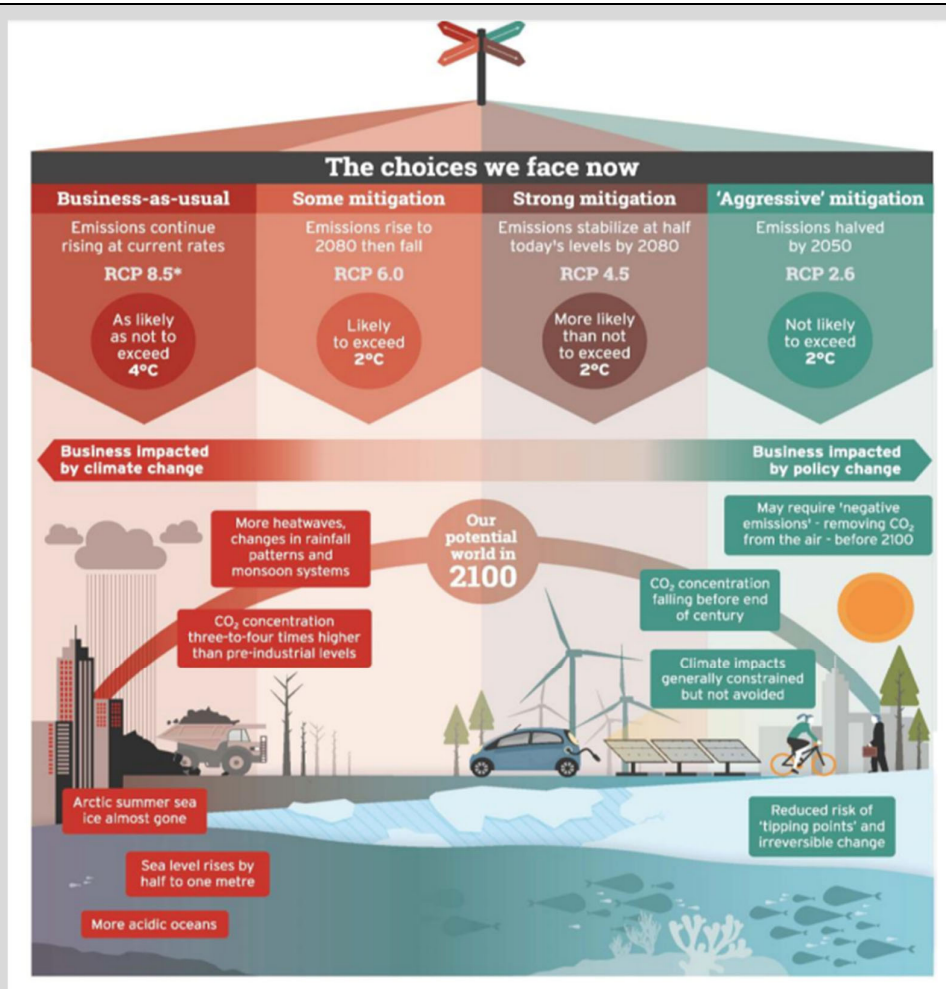 The choices we face now
Business-as-usual
Emissions continue
rising at current rates
RCP 8.5*
As likely
as not to
exceed
4°C
Some mitigation
Emissions rise to
2080 then fall
RCP 6.0
Likely
to exceed
2°C
Strong mitigation
Emissions stabilize at half
today's levels by 2080
RCP 4.5
More likely
than not
to exceed
2°C
'Aggressive' mitigation
Emissions halved
by 2050
RCP 2.6
Not likely
to exceed
2°C
Business impacted
by climate change
Business impacted
by policy change
Our
potential
world in
2100
More heatwaves,
changes in rainfall
patterns and
monsoon systems
CO₂ concentration
three-to-four times higher
than pre-industrial levels
May require 'negative
emissions' - removing CO₂
from the air - before 2100
CO₂ concentration
falling before end
of century
Climate impacts
generally constrained
but not avoided
Arctic summer sea
ice almost gone
Sea level rises by
half to one metre
More acidic oceans
Reduced risk of
'tipping points' and
irreversible change